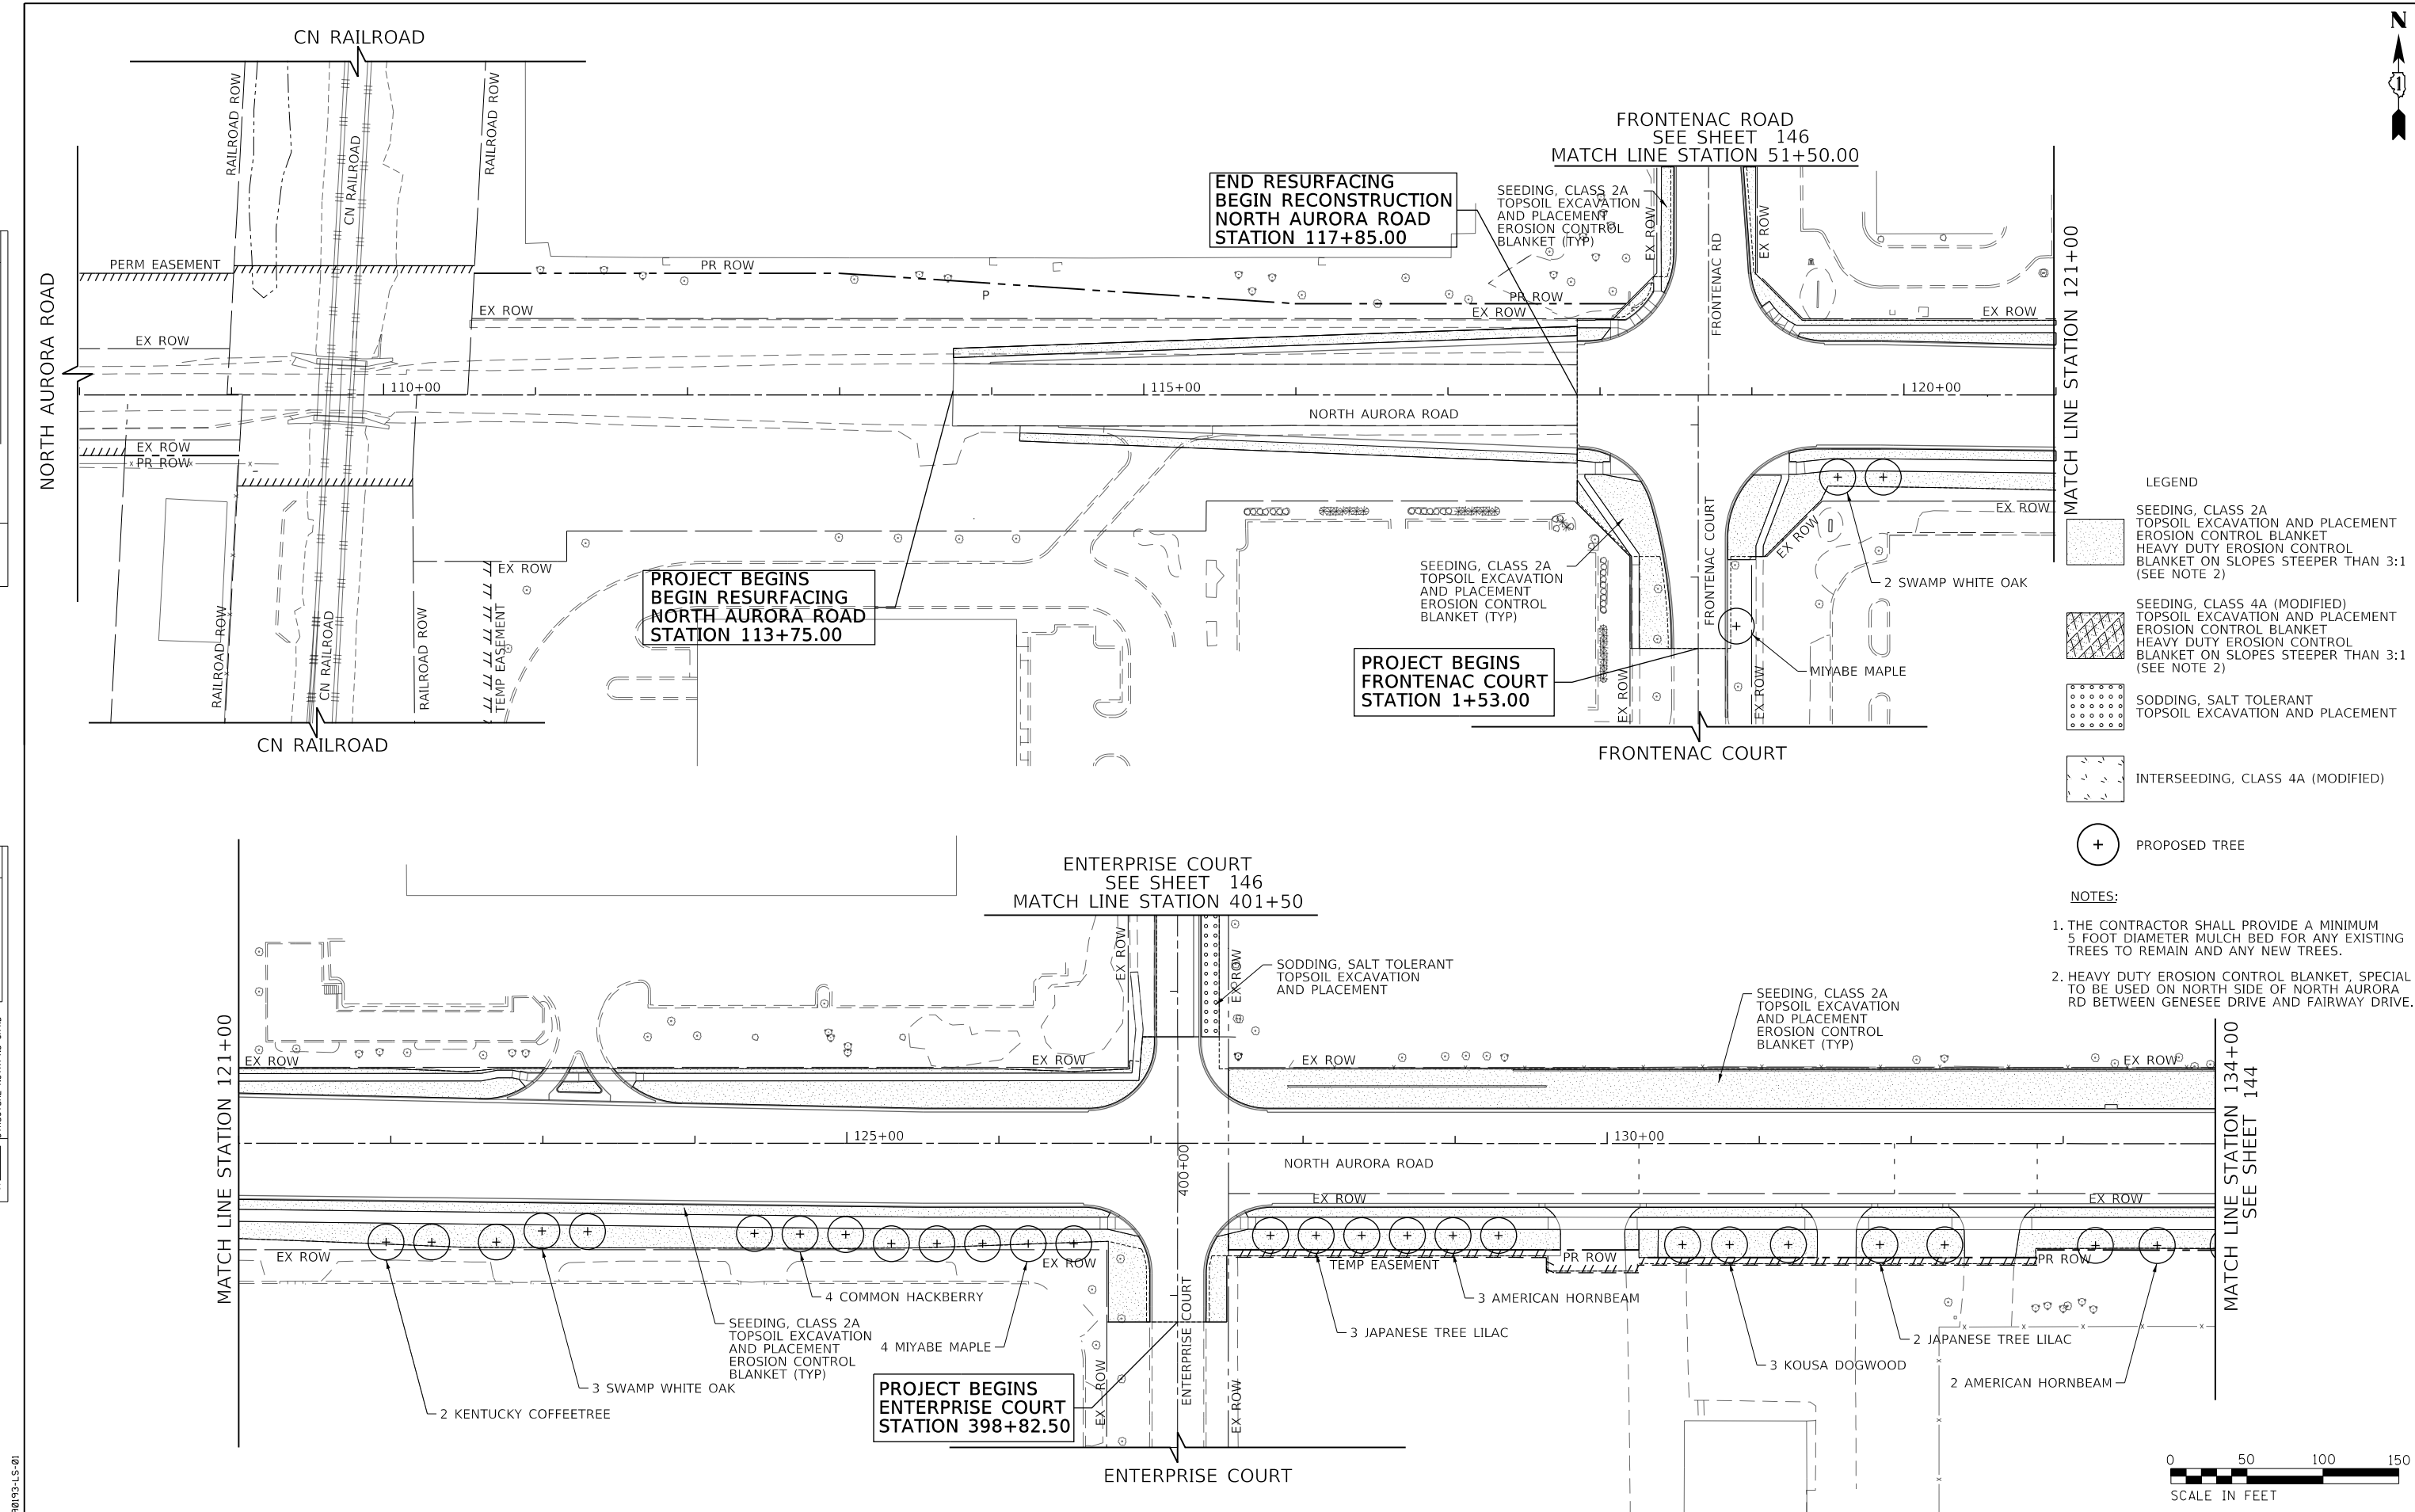 N
CN RAILROAD
RAILROAD ROW
CN RAILROAD
RAILROAD ROW
FRONTENAC ROAD
SEE SHEET 146
MATCH LINE STATION 51+50.00
END RESURFACING
BEGIN RECONSTRUCTION
NORTH AURORA ROAD
STATION 117+85.00
SEEDING, CLASS 2A
TOPSOIL EXCAVATION
AND PLACEMENT
EROSION CONTROL
BLANKET (TYP)
EX ROW
FRONTENAC RD
EX ROW
MATCH LINE STATION 121+00
NORTH AURORA ROAD
PERM EASEMENT
PR ROW
P
PR ROW
EX ROW
EX ROW
EX ROW
EX ROW
110+00
115+00
120+00
NORTH AURORA ROAD
EX ROW
PR ROW
EX ROW
TEMP EASEMENT
RAILROAD ROW
CN RAILROAD
RAILROAD ROW
PROJECT BEGINS
BEGIN RESURFACING
NORTH AURORA ROAD
STATION 113+75.00
SEEDING, CLASS 2A
TOPSOIL EXCAVATION
AND PLACEMENT
EROSION CONTROL
BLANKET (TYP)
FRONTENAC COURT
EX ROW
EX ROW
2 SWAMP WHITE OAK
MIYABE MAPLE
PROJECT BEGINS
FRONTENAC COURT
STATION 1+53.00
EX ROW
EX ROW
CN RAILROAD
FRONTENAC COURT
LEGEND
SEEDING, CLASS 2A
TOPSOIL EXCAVATION AND PLACEMENT
EROSION CONTROL BLANKET
HEAVY DUTY EROSION CONTROL
BLANKET ON SLOPES STEEPER THAN 3:1
(SEE NOTE 2)
SEEDING, CLASS 4A (MODIFIED)
TOPSOIL EXCAVATION AND PLACEMENT
EROSION CONTROL BLANKET
HEAVY DUTY EROSION CONTROL
BLANKET ON SLOPES STEEPER THAN 3:1
(SEE NOTE 2)
SODDING, SALT TOLERANT
TOPSOIL EXCAVATION AND PLACEMENT
INTERSEEDING, CLASS 4A (MODIFIED)
PROPOSED TREE
NOTES:
1. THE CONTRACTOR SHALL PROVIDE A MINIMUM
5 FOOT DIAMETER MULCH BED FOR ANY EXISTING
TREES TO REMAIN AND ANY NEW TREES.
2. HEAVY DUTY EROSION CONTROL BLANKET, SPECIAL
TO BE USED ON NORTH SIDE OF NORTH AURORA
RD BETWEEN GENESEE DRIVE AND FAIRWAY DRIVE.
ENTERPRISE COURT
SEE SHEET 146
MATCH LINE STATION 401+50
EX ROW
EX ROW
SODDING, SALT TOLERANT
TOPSOIL EXCAVATION
AND PLACEMENT
SEEDING, CLASS 2A
TOPSOIL EXCAVATION
AND PLACEMENT
EROSION CONTROL
BLANKET (TYP)
MATCH LINE STATION 121+00
EX ROW
EX ROW
EX ROW
EX ROW
MATCH LINE STATION 134+00
SEE SHEET 144
125+00
130+00
400+00
NORTH AURORA ROAD
EX ROW
EX ROW
EX ROW
EX ROW
TEMP EASEMENT
PR ROW
PR ROW
4 COMMON HACKBERRY
3 AMERICAN HORNBEAM
SEEDING, CLASS 2A
TOPSOIL EXCAVATION
AND PLACEMENT
EROSION CONTROL
BLANKET (TYP)
4 MIYABE MAPLE
ENTERPRISE COURT
3 JAPANESE TREE LILAC
2 JAPANESE TREE LILAC
3 KOUSA DOGWOOD
2 AMERICAN HORNBEAM
3 SWAMP WHITE OAK
2 KENTUCKY COFFEETREE
PROJECT BEGINS
ENTERPRISE COURT
STATION 398+82.50
EX ROW
EX ROW
ENTERPRISE COURT
0 50 100 150
SCALE IN FEET